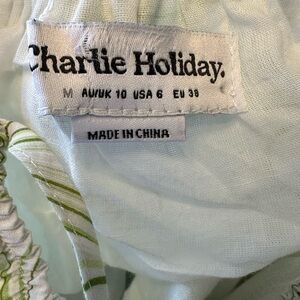 Charlie Holiday.
M AU/UK 10 USA 6 EU 38
MADE IN CHINA